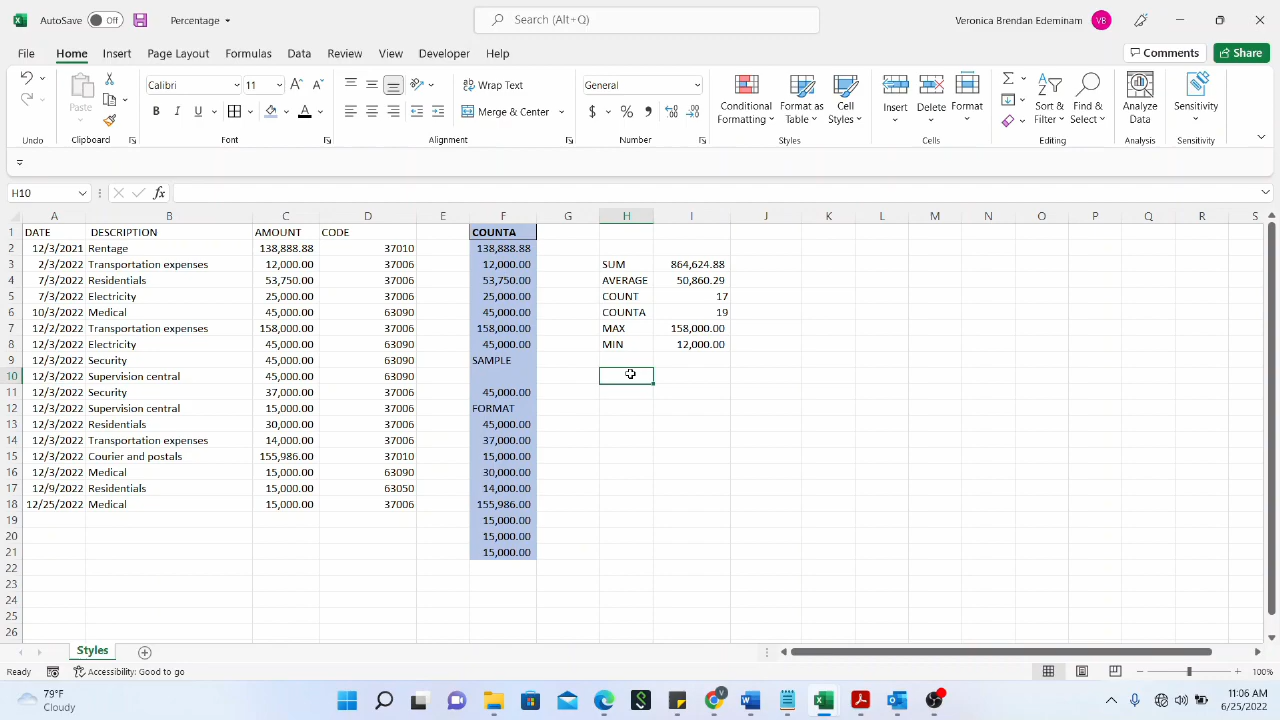 AutoSave Off Percentage Search (Alt+Q) Veronica Brendan Edeminam VB
File Home Insert Page Layout Formulas Data Review View Developer Help Comments Share
Calibri 11 Wrap Text General
Paste B I U A Merge & Center $ % Conditional Formatting Format as Table Cell Styles Insert Delete Format Sort & Filter Find & Select Analyze Data Sensitivity
Undo Clipboard Font Alignment Number Styles Cells Editing Analysis Sensitivity
H10 fx
A B C D E F G H I J K L M N O P Q R S
1 DATE DESCRIPTION AMOUNT CODE COUNTA
2 12/3/2021 Rentage 138,888.88 37010 138,888.88
3 2/3/2022 Transportation expenses 12,000.00 37006 12,000.00 SUM 864,624.88
4 7/3/2022 Residentials 53,750.00 37006 53,750.00 AVERAGE 50,860.29
5 7/3/2022 Electricity 25,000.00 37006 25,000.00 COUNT 17
6 10/3/2022 Medical 45,000.00 63090 45,000.00 COUNTA 19
7 12/2/2022 Transportation expenses 158,000.00 37006 158,000.00 MAX 158,000.00
8 12/3/2022 Electricity 45,000.00 63090 45,000.00 MIN 12,000.00
9 12/3/2022 Security 45,000.00 63090 SAMPLE
10 12/3/2022 Supervision central 45,000.00 63090
11 12/3/2022 Security 37,000.00 37006 45,000.00
12 12/3/2022 Supervision central 15,000.00 37006 FORMAT
13 12/3/2022 Residentials 30,000.00 37006 45,000.00
14 12/3/2022 Transportation expenses 14,000.00 37006 37,000.00
15 12/3/2022 Courier and postals 155,986.00 37010 15,000.00
16 12/3/2022 Medical 15,000.00 63090 30,000.00
17 12/9/2022 Residentials 15,000.00 63050 14,000.00
18 12/25/2022 Medical 15,000.00 37006 155,986.00
19 15,000.00
20 15,000.00
21 15,000.00
22
23
24
25
26
Styles
Ready Accessibility: Good to go 100%
79°F
Cloudy
11:06 AM
6/25/2022